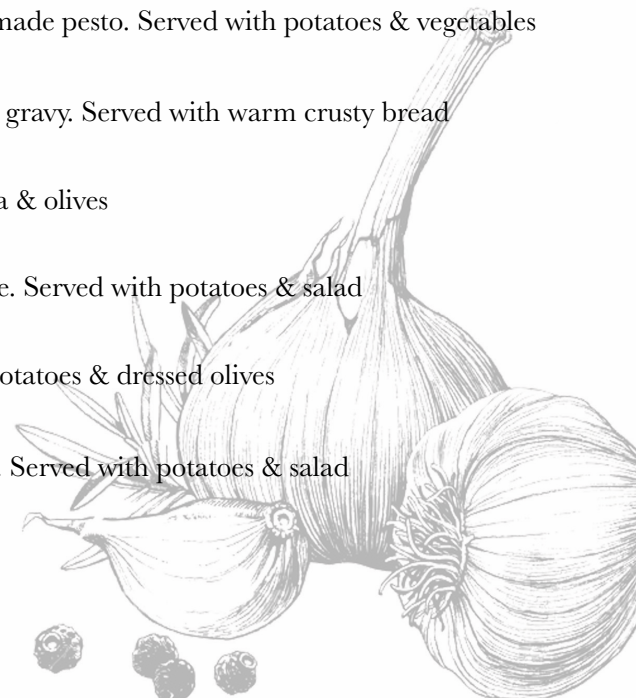 made pesto. Served with potatoes & vegetables
gravy. Served with warm crusty bread
& olives
Served with potatoes & salad
& dressed olives
Served with potatoes & salad